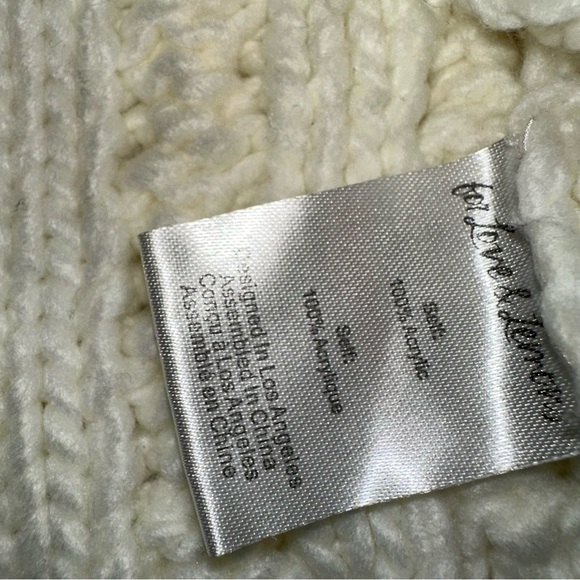 for Love & Lemons
Self:
100% Acrylic
Self:
100% Acrylique
Designed in Los Angeles
Assembled in China
Conçu à Los Angeles
Assemblé en Chine